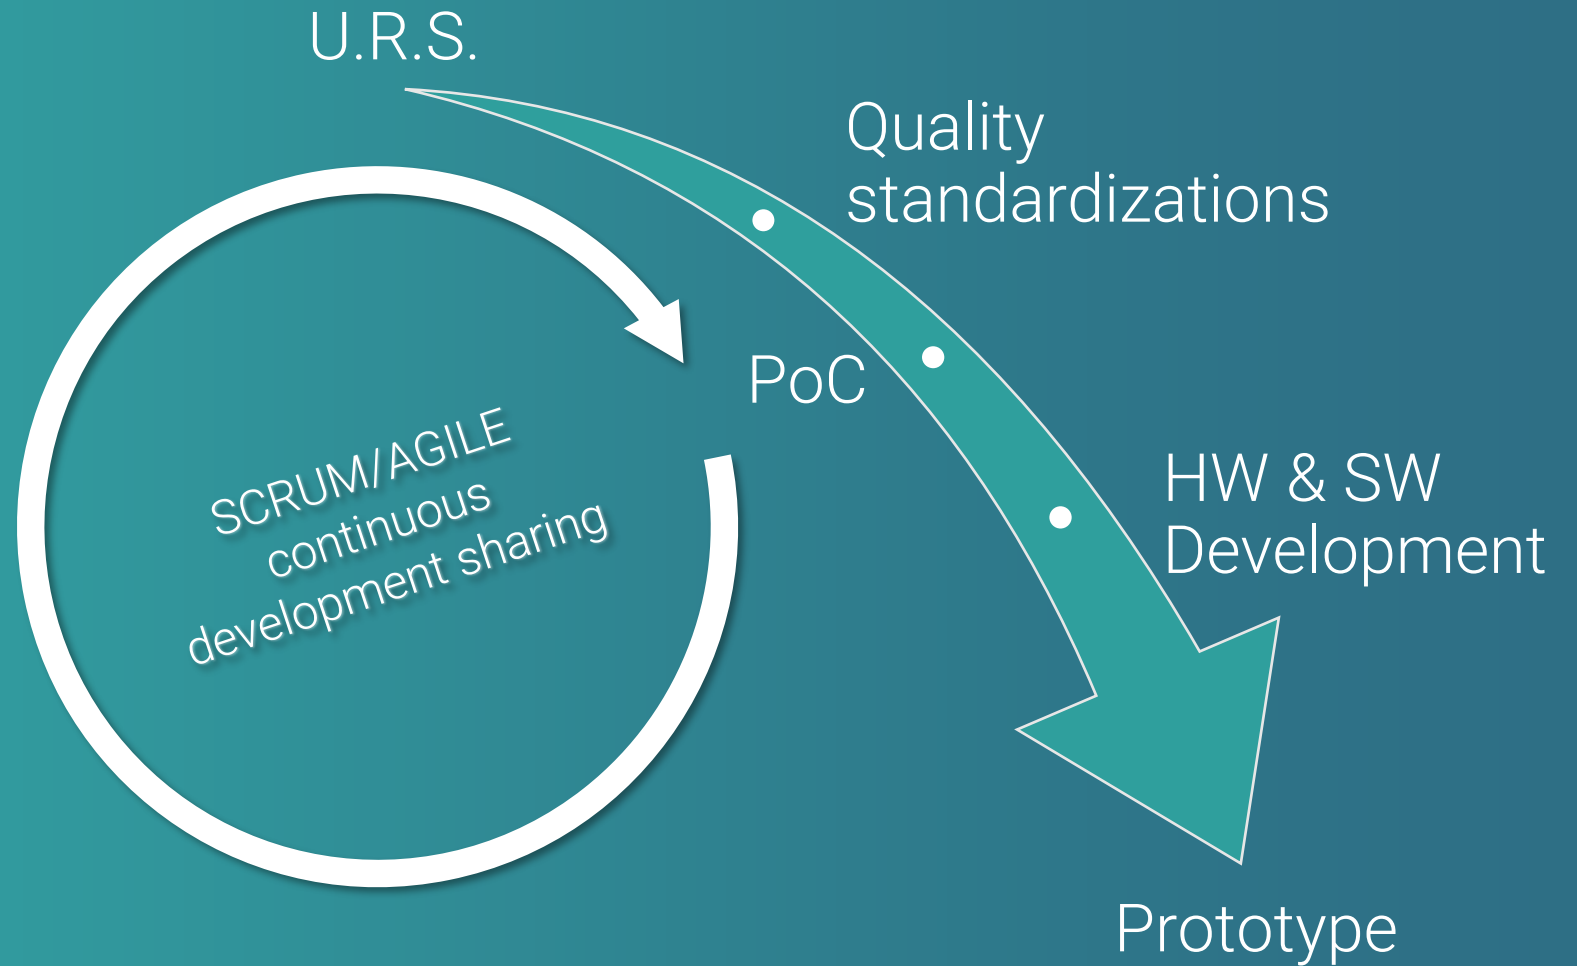 U.R.S.
Quality
standardizations
PoC
SCRUM/AGILE
continuous
development sharing
HW & SW
Development
Prototype